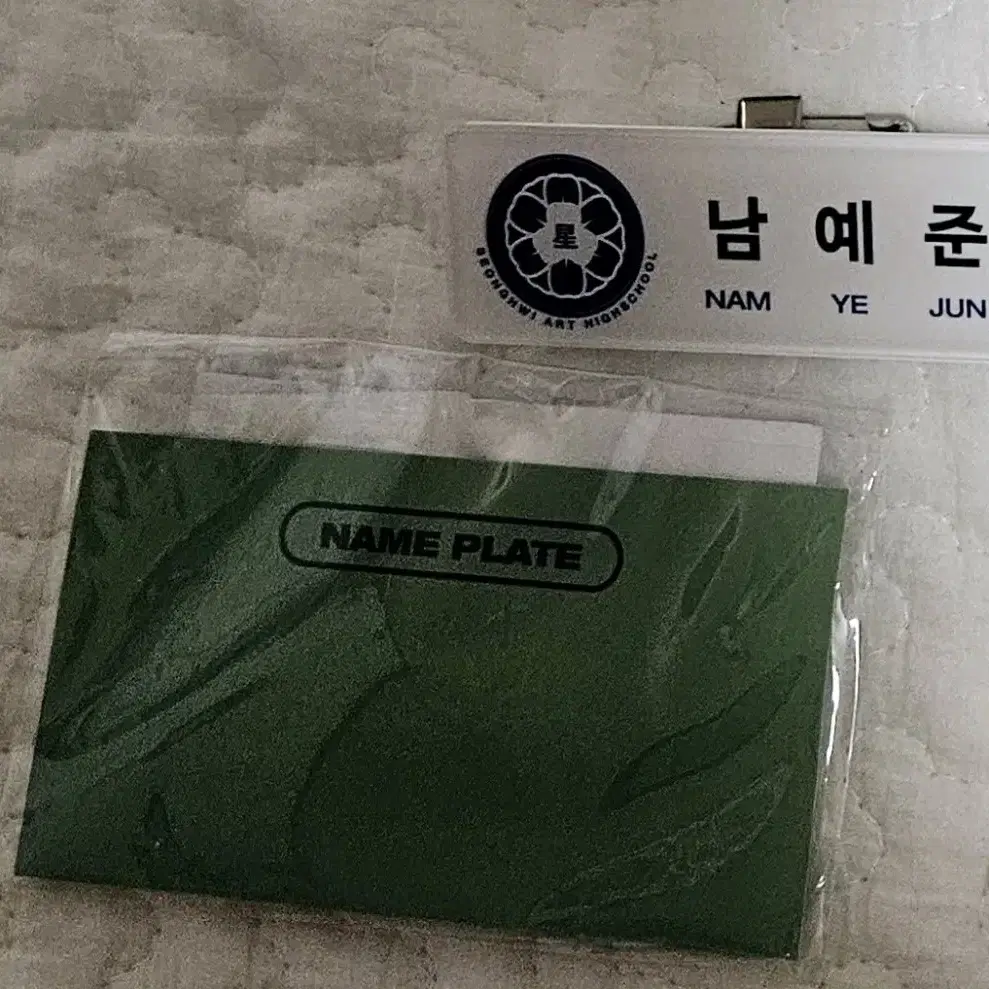 星
SEONGHWI ART HIGHSCHOOL
남 예 준
NAM YE JUN
NAME PLATE